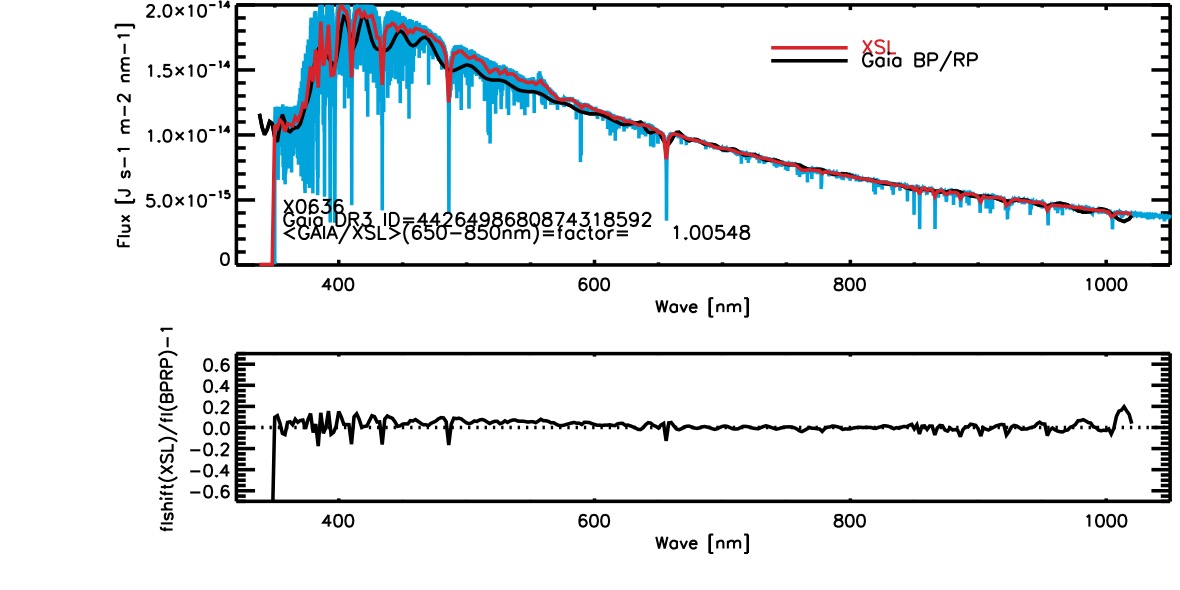 2.0×10−14
1.5×10−14
1.0×10−14
5.0×10−15
0
Flux [J s−1 m−2 nm−1]
XSL
Gaia BP/RP
X0636
Gaia DR3 ID=4426498680874318592
<GAIA/XSL>(650−850nm)=factor= 1.00548
400 600 800 1000
Wave [nm]
0.6
0.4
0.2
0.0
−0.2
−0.4
−0.6
flshift(XSL)/fl(BPRP)−1
400 600 800 1000
Wave [nm]